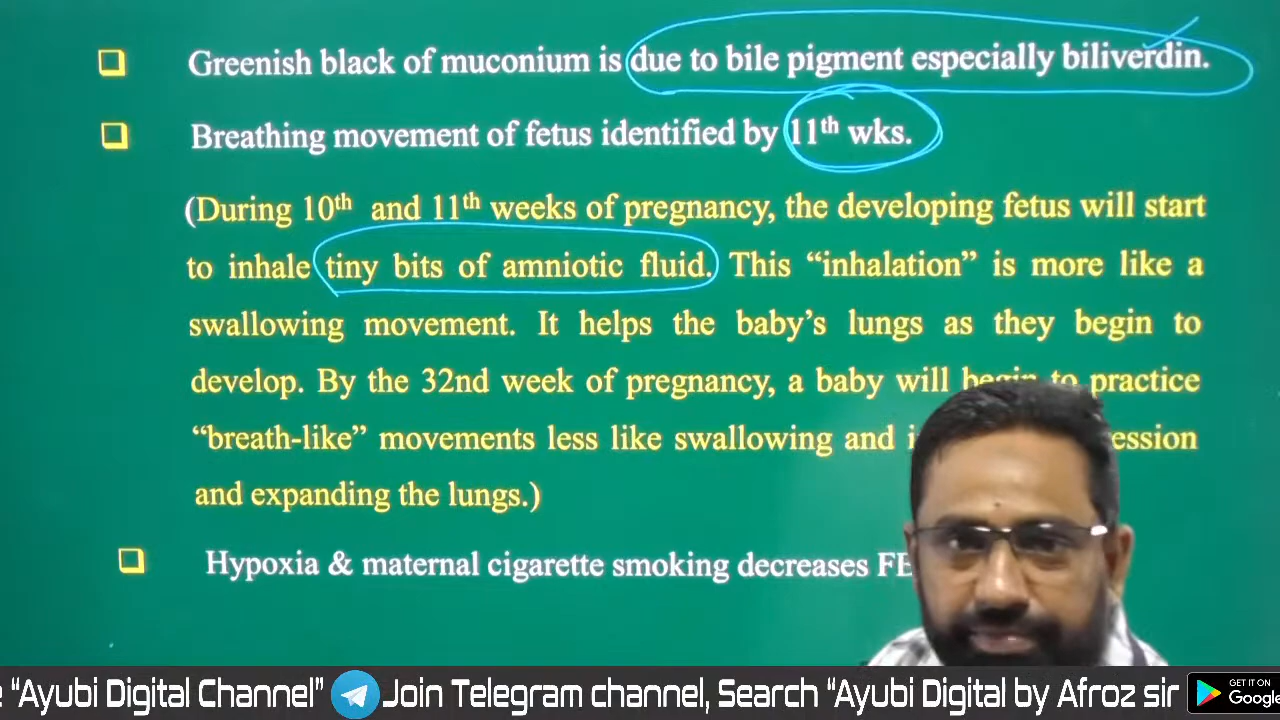 Greenish black of muconium is due to bile pigment especially biliverdin.
Breathing movement of fetus identified by 11th wks.
(During 10th and 11th weeks of pregnancy, the developing fetus will start
to inhale tiny bits of amniotic fluid. This “inhalation” is more like a
swallowing movement. It helps the baby’s lungs as they begin to
develop. By the 32nd week of pregnancy, a baby will begin to practice
“breath-like” movements less like swallowing and
and expanding the lungs.)
Hypoxia & maternal cigarette smoking decreases
“Ayubi Digital Channel” Join Telegram channel, Search “Ayubi Digital by Afroz sir
GET IT ON
Google